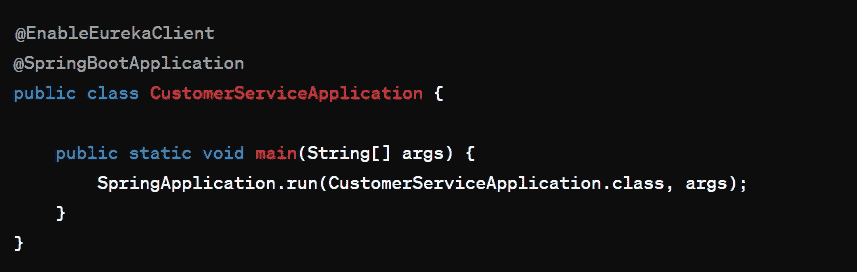 @EnableEurekaClient
@SpringBootApplication
public class CustomerServiceApplication {
public static void main(String[] args) {
SpringApplication.run(CustomerServiceApplication.class, args);
}
}